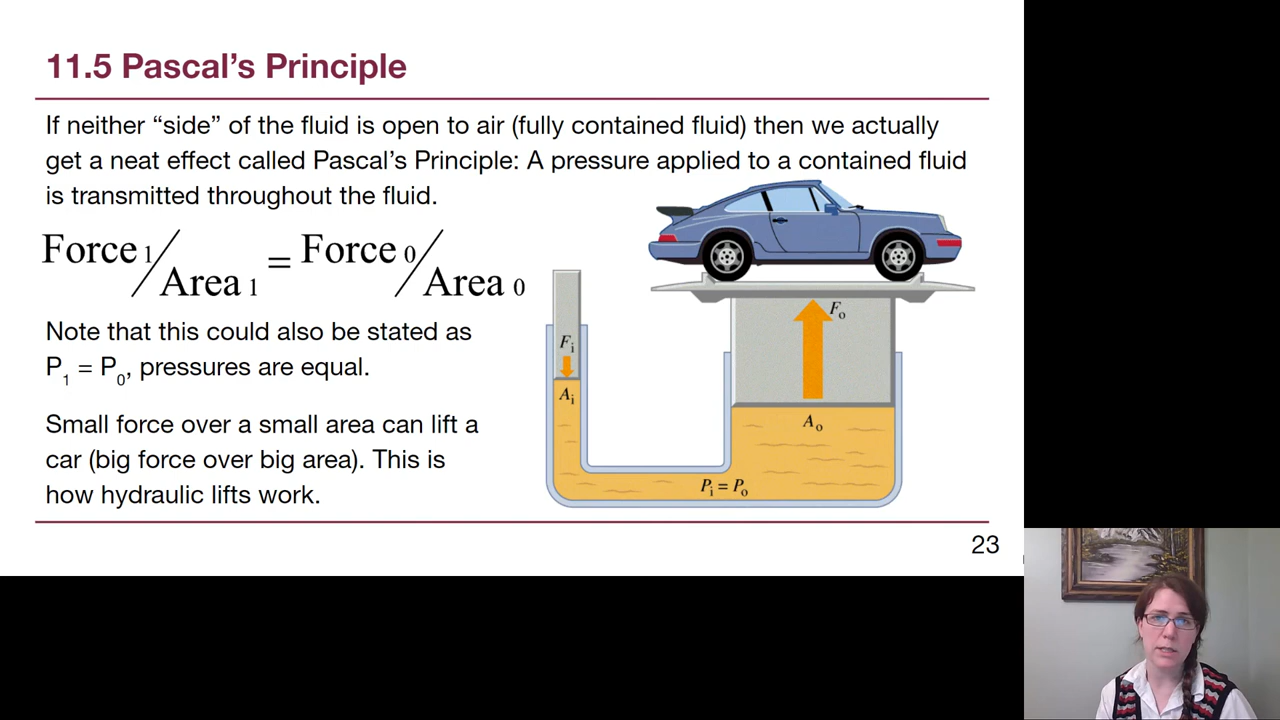 11.5 Pascal’s Principle
If neither “side” of the fluid is open to air (fully contained fluid) then we actually
get a neat effect called Pascal’s Principle: A pressure applied to a contained fluid
is transmitted throughout the fluid.
Force 1/Area 1 = Force 0/Area 0
Note that this could also be stated as
P1 = P0, pressures are equal.
Small force over a small area can lift a
car (big force over big area). This is
how hydraulic lifts work.
Fi
Ai
Fo
Ao
Pi = Po
23